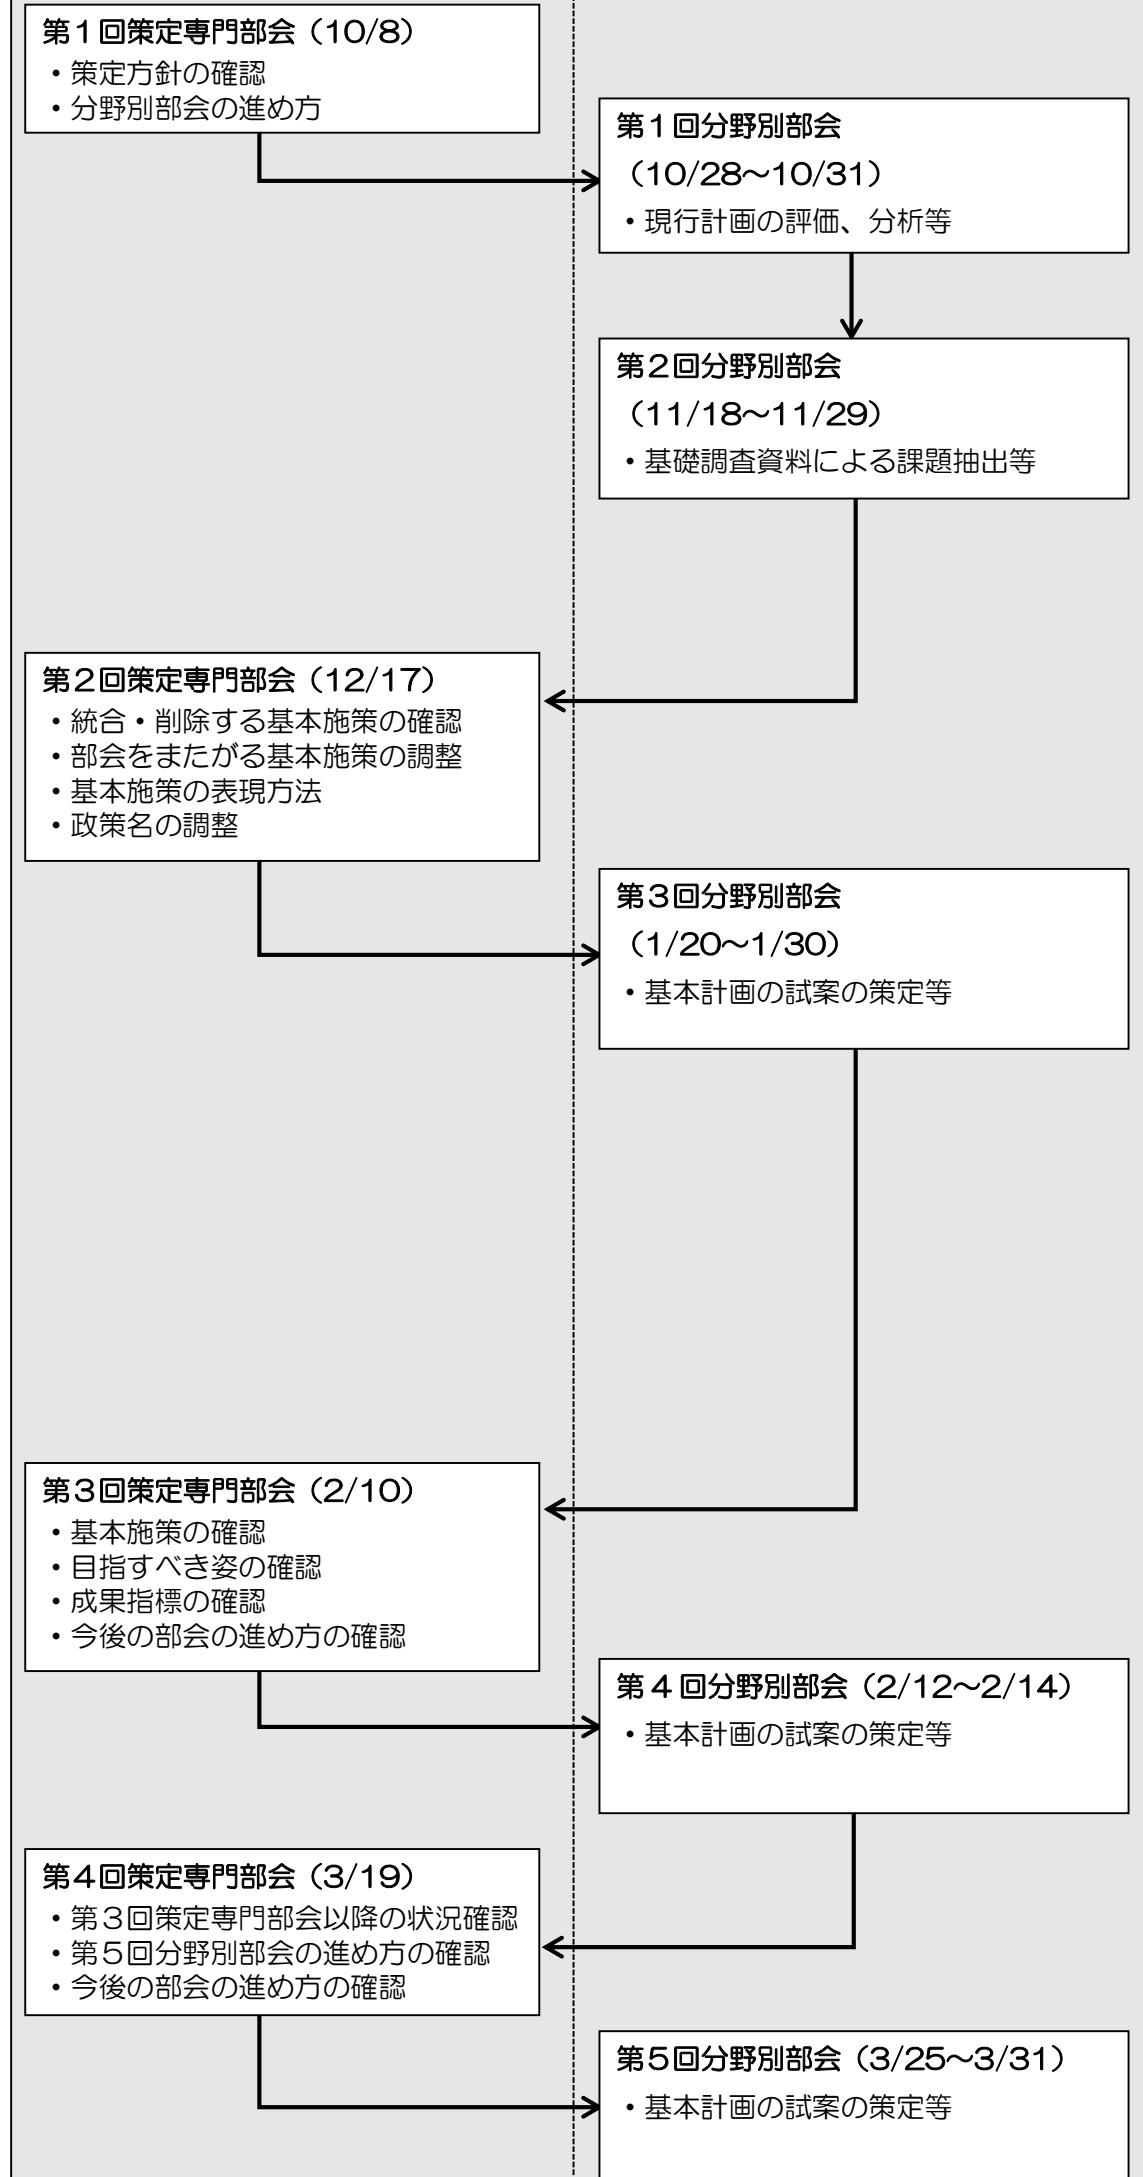 第１回策定専門部会（10/8）
・策定方針の確認
・分野別部会の進め方
第１回分野別部会
（10/28～10/31）
・現行計画の評価、分析等
第２回分野別部会
（11/18～11/29）
・基礎調査資料による課題抽出等
第２回策定専門部会（12/17）
・統合・削除する基本施策の確認
・部会をまたがる基本施策の調整
・基本施策の表現方法
・政策名の調整
第３回分野別部会
（1/20～1/30）
・基本計画の試案の策定等
第３回策定専門部会（2/10）
・基本施策の確認
・目指すべき姿の確認
・成果指標の確認
・今後の部会の進め方の確認
第４回分野別部会（2/12～2/14）
・基本計画の試案の策定等
第４回策定専門部会（3/19）
・第３回策定専門部会以降の状況確認
・第５回分野別部会の進め方の確認
・今後の部会の進め方の確認
第５回分野別部会（3/25～3/31）
・基本計画の試案の策定等